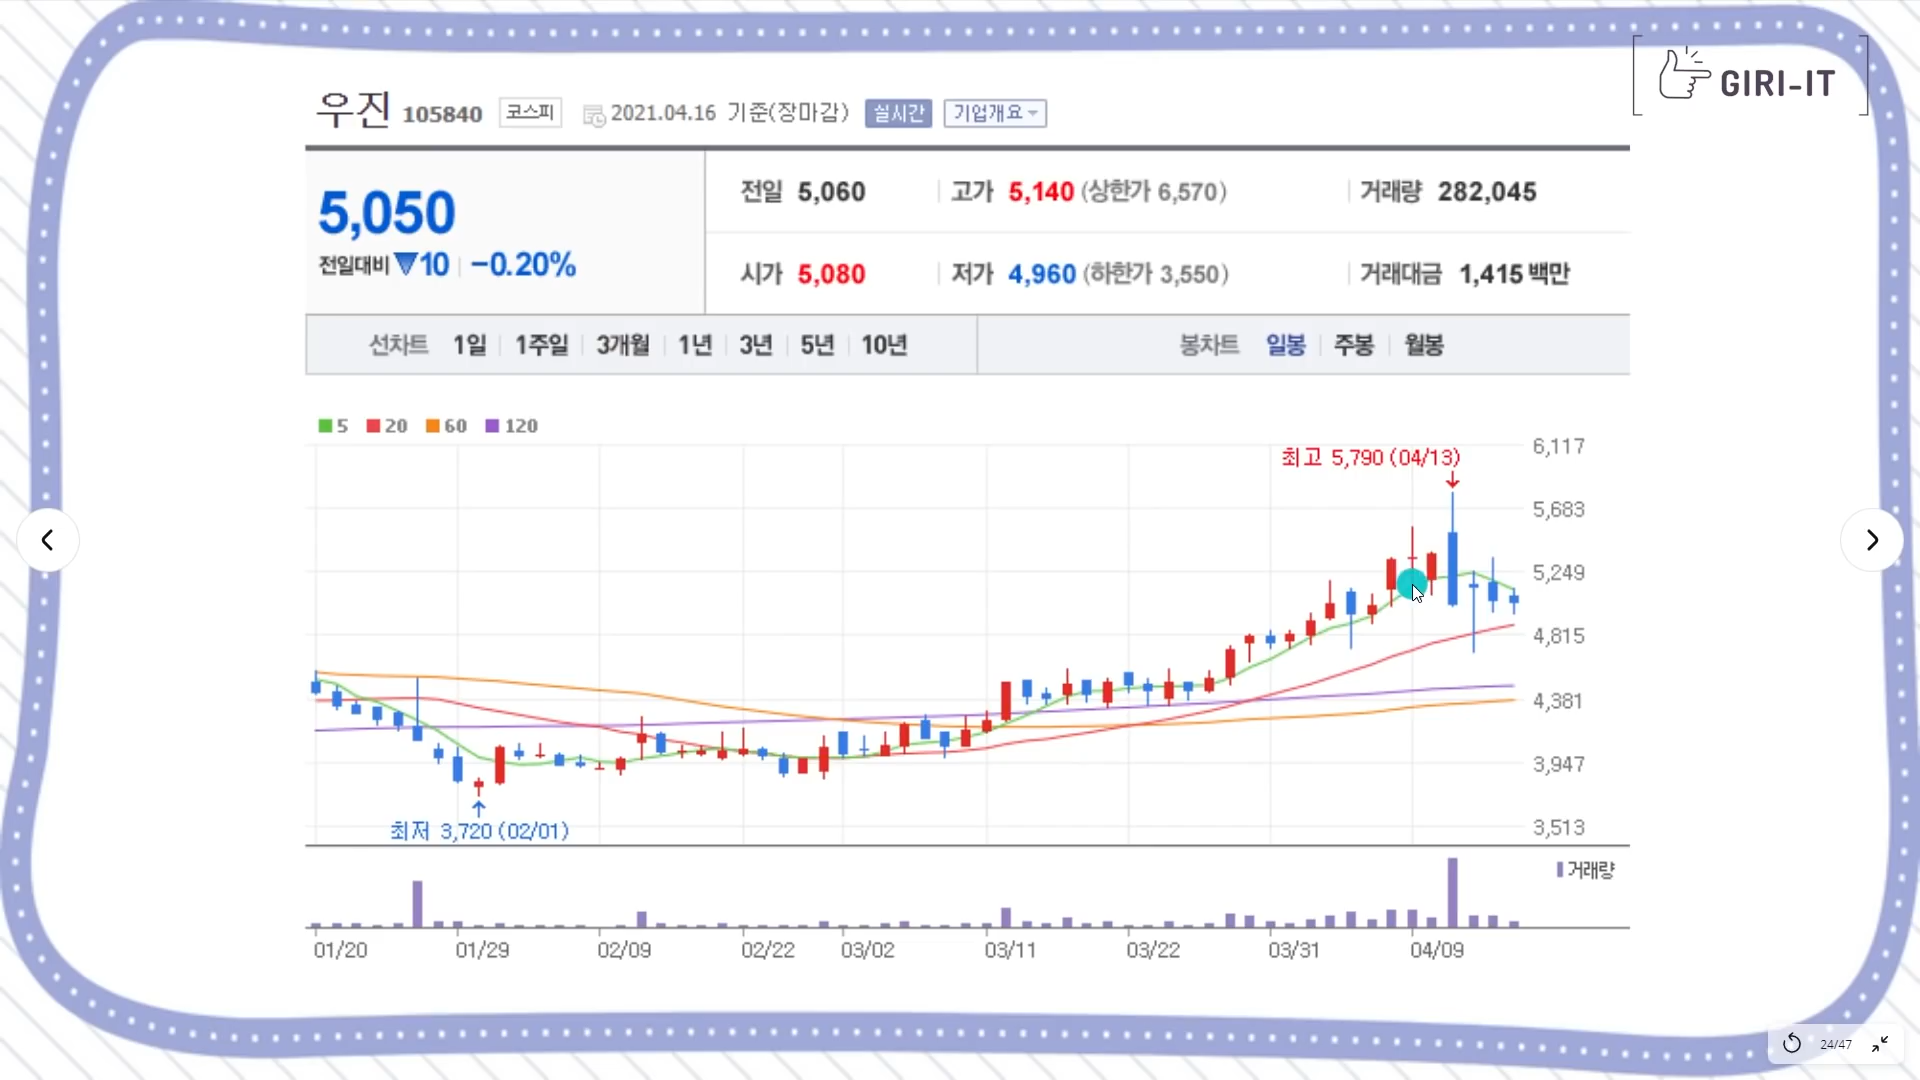 GIRI-IT
우진 105840 코스피 2021.04.16 기준(장마감) 실시간 기업개요
5,050
전일대비 ▼10 -0.20%
전일 5,060 고가 5,140 (상한가 6,570) 거래량 282,045
시가 5,080 저가 4,960 (하한가 3,550) 거래대금 1,415 백만
선차트 1일 1주일 3개월 1년 3년 5년 10년 봉차트 일봉 주봉 월봉
5 20 60 120
최고 5,790 (04/13)
6,117
5,683
5,249
4,815
4,381
3,947
3,513
최저 3,720 (02/01)
거래량
01/20 01/29 02/09 02/22 03/02 03/11 03/22 03/31 04/09
24/47